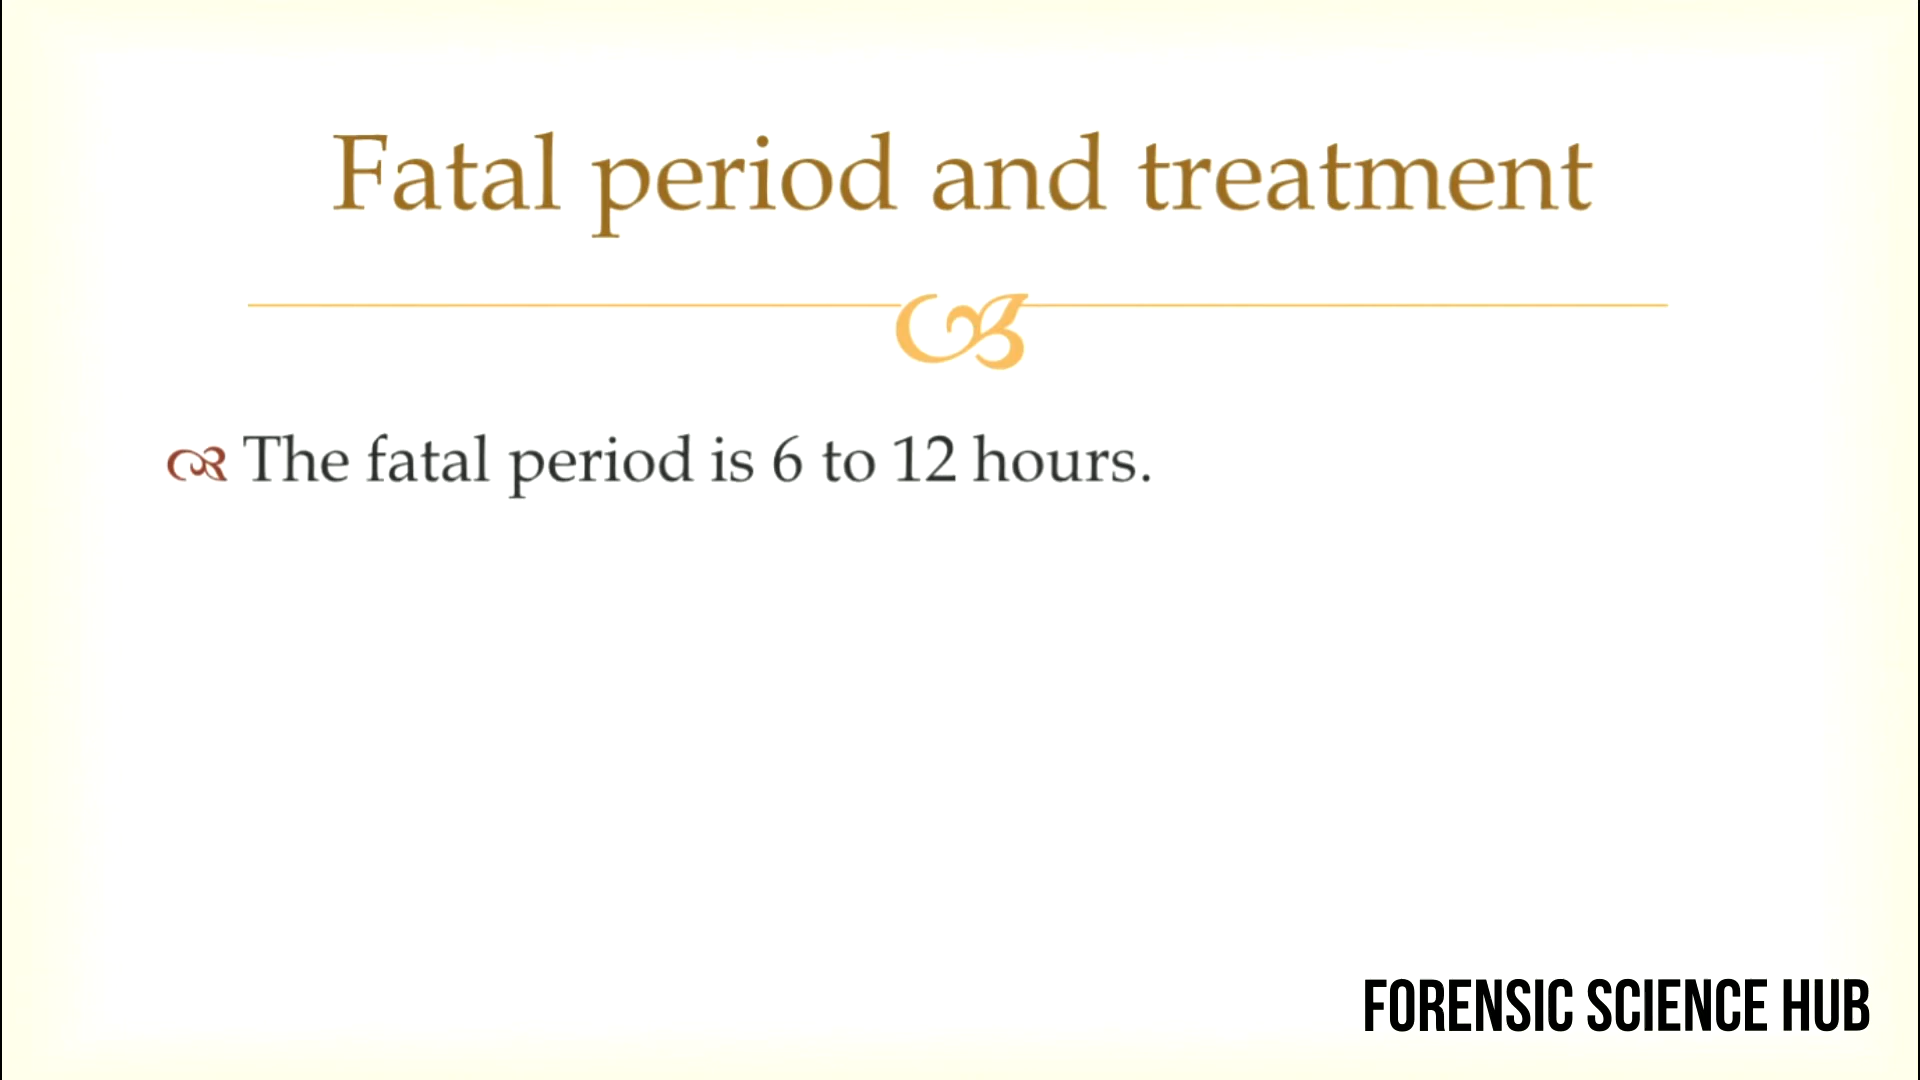 Fatal period and treatment
The fatal period is 6 to 12 hours.
FORENSIC SCIENCE HUB